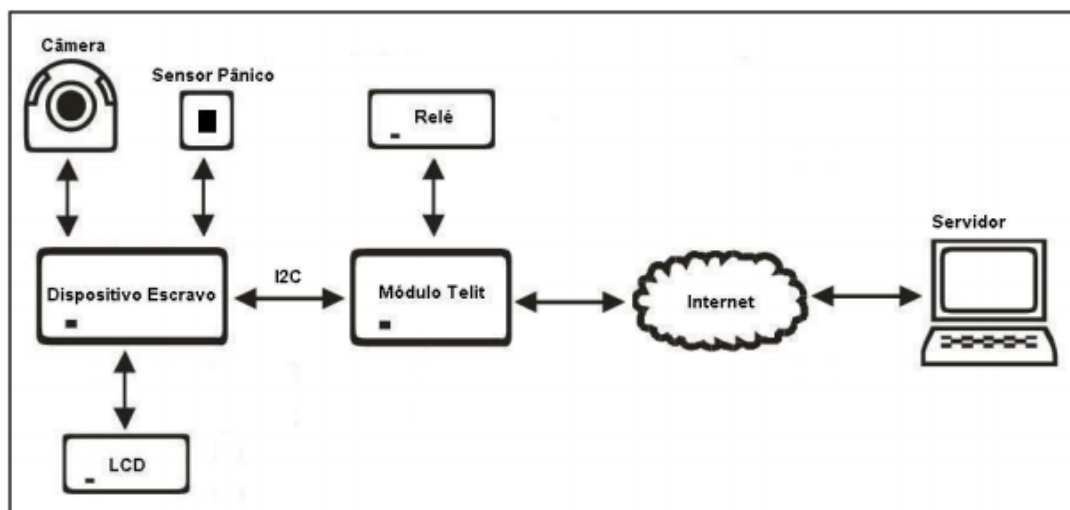 Câmera
Sensor Pânico
Relé
Servidor
Dispositivo Escravo
I2C
Módulo Telit
Internet
LCD